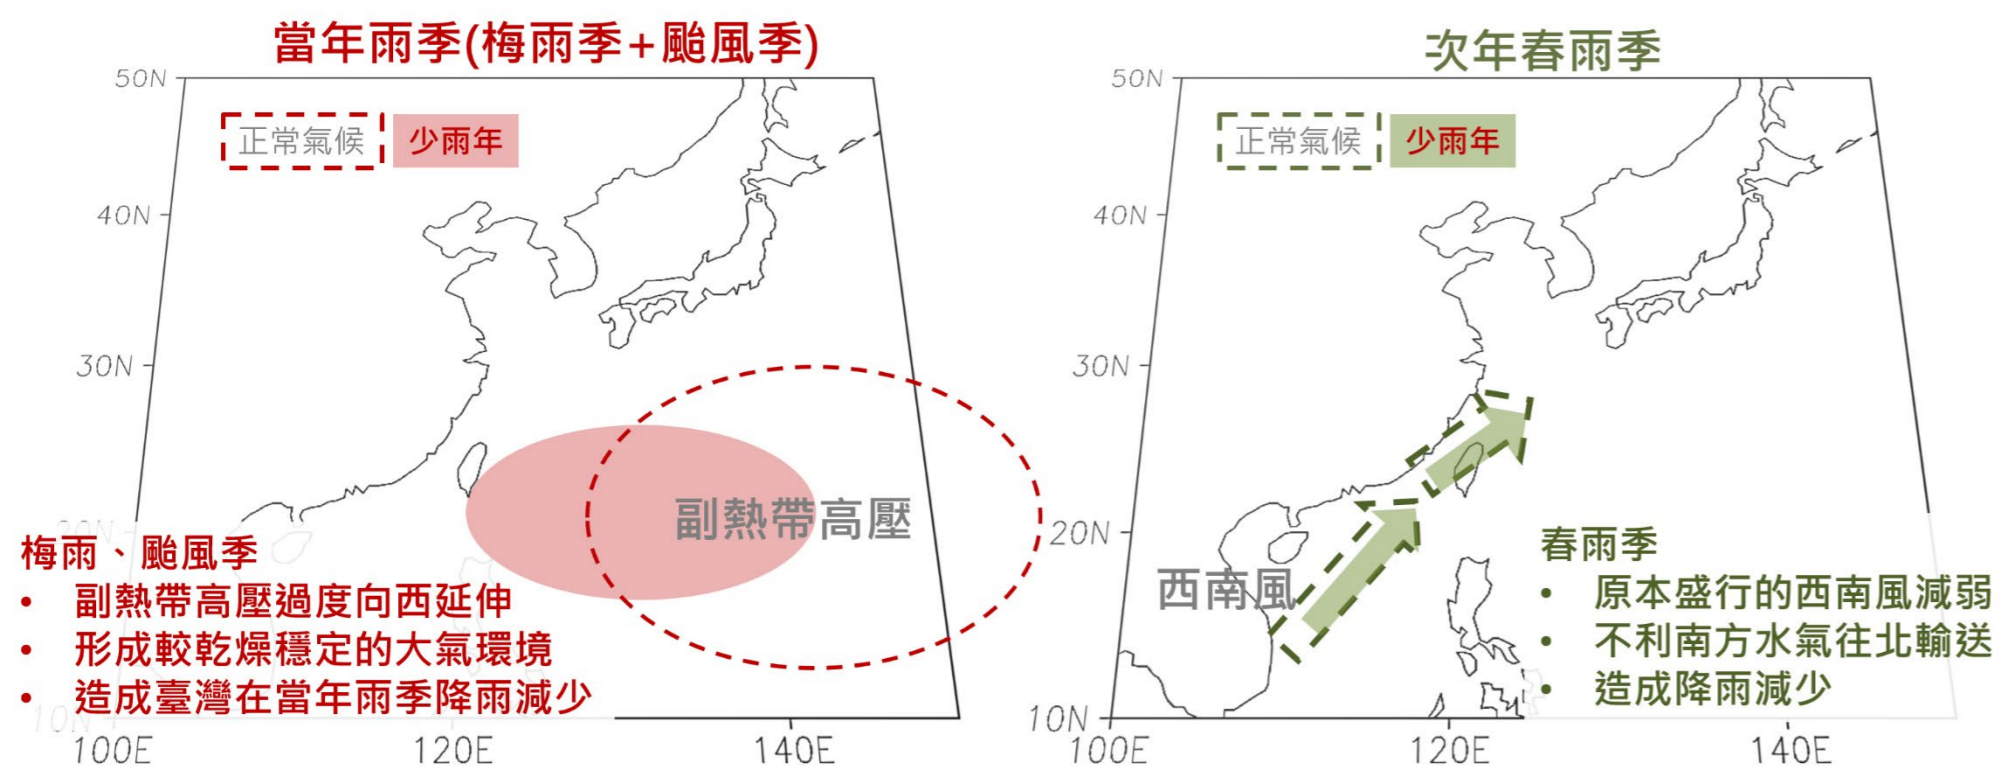 當年雨季(梅雨季+颱風季)
50N
正常氣候
少雨年
40N
30N
20N
副熱帶高壓
梅雨、颱風季
• 副熱帶高壓過度向西延伸
• 形成較乾燥穩定的大氣環境
• 造成臺灣在當年雨季降雨減少
10N
100E 120E 140E
次年春雨季
50N
正常氣候
少雨年
40N
30N
20N
西南風
春雨季
• 原本盛行的西南風減弱
• 不利南方水氣往北輸送
• 造成降雨減少
10N
100E 120E 140E